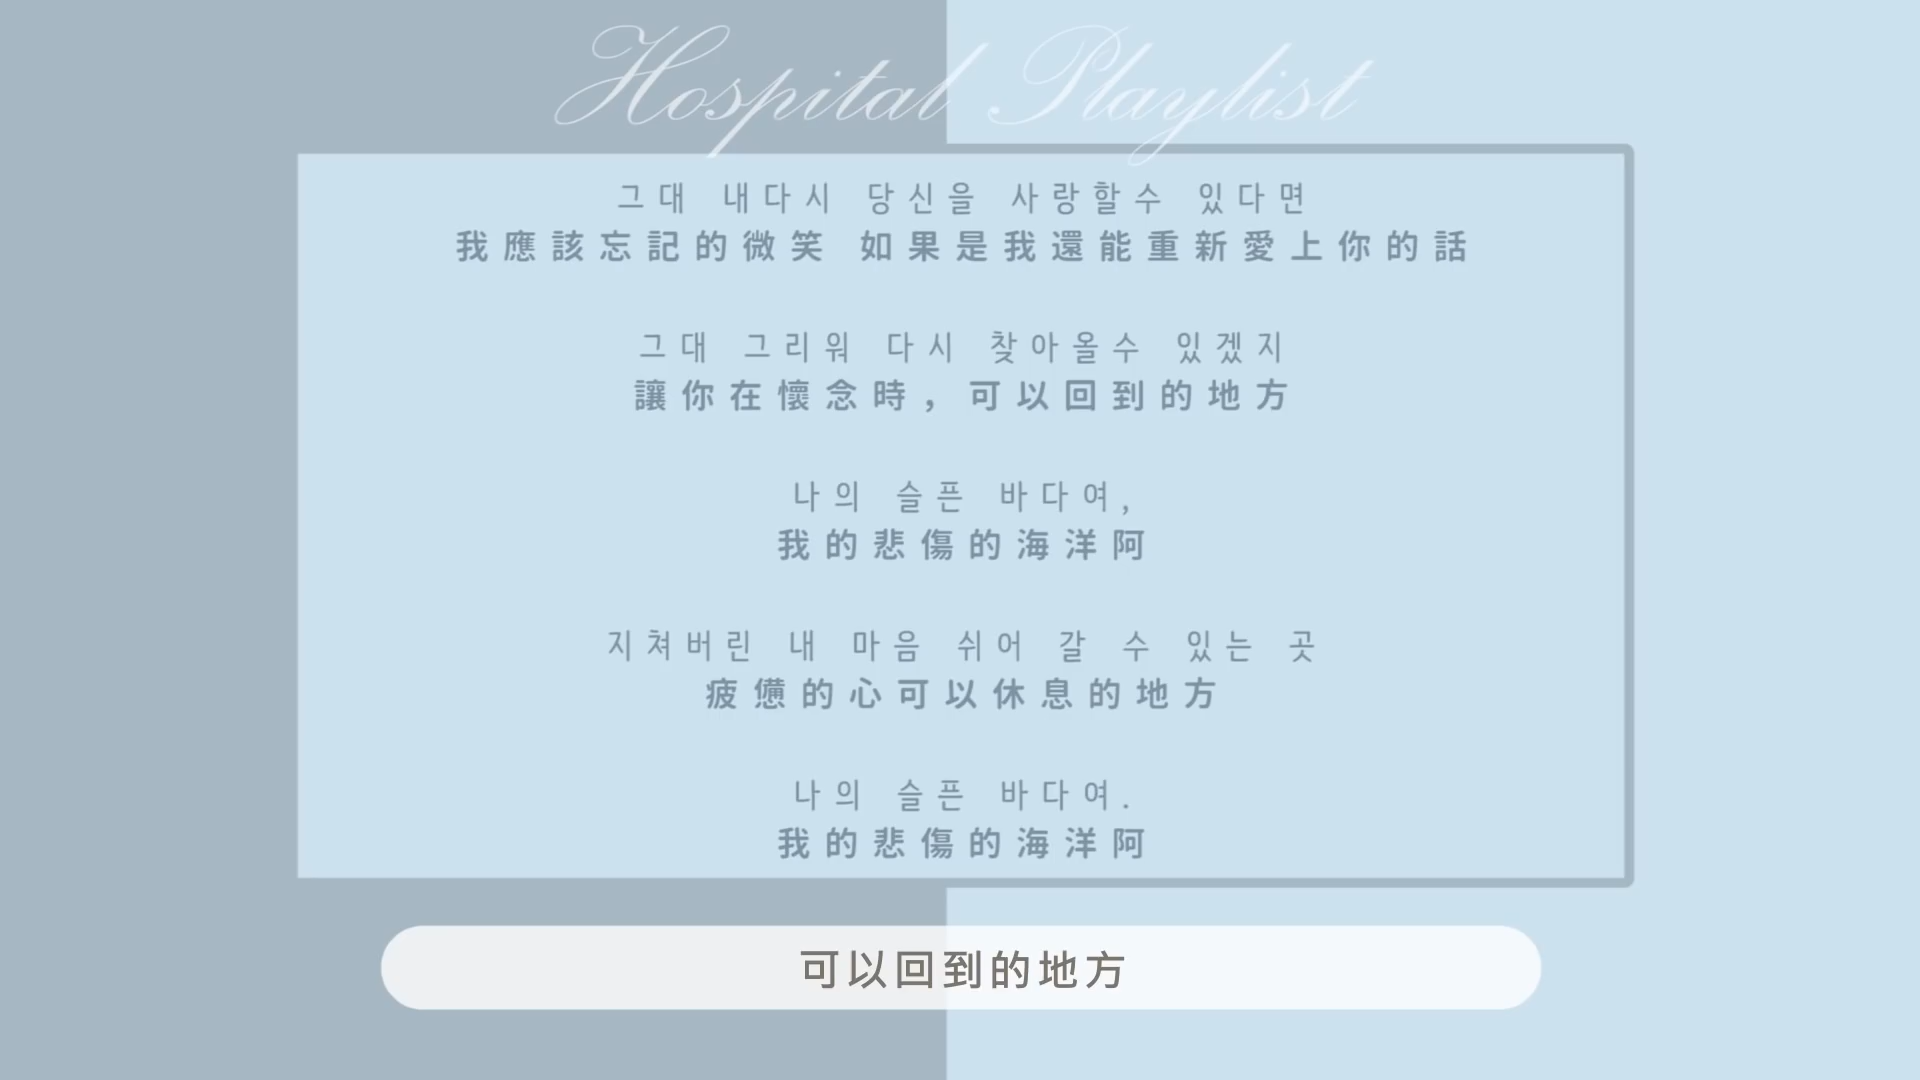 Hospital Playlist
그대 내다시 당신을 사랑할수 있다면
我應該忘記的微笑 如果是我還能重新愛上你的話
그대 그리워 다시 찾아올수 있겠지
讓你在懷念時，可以回到的地方
나의 슬픈 바다여,
我的悲傷的海洋阿
지쳐버린 내 마음 쉬어 갈 수 있는 곳
疲憊的心可以休息的地方
나의 슬픈 바다여.
我的悲傷的海洋阿
可以回到的地方